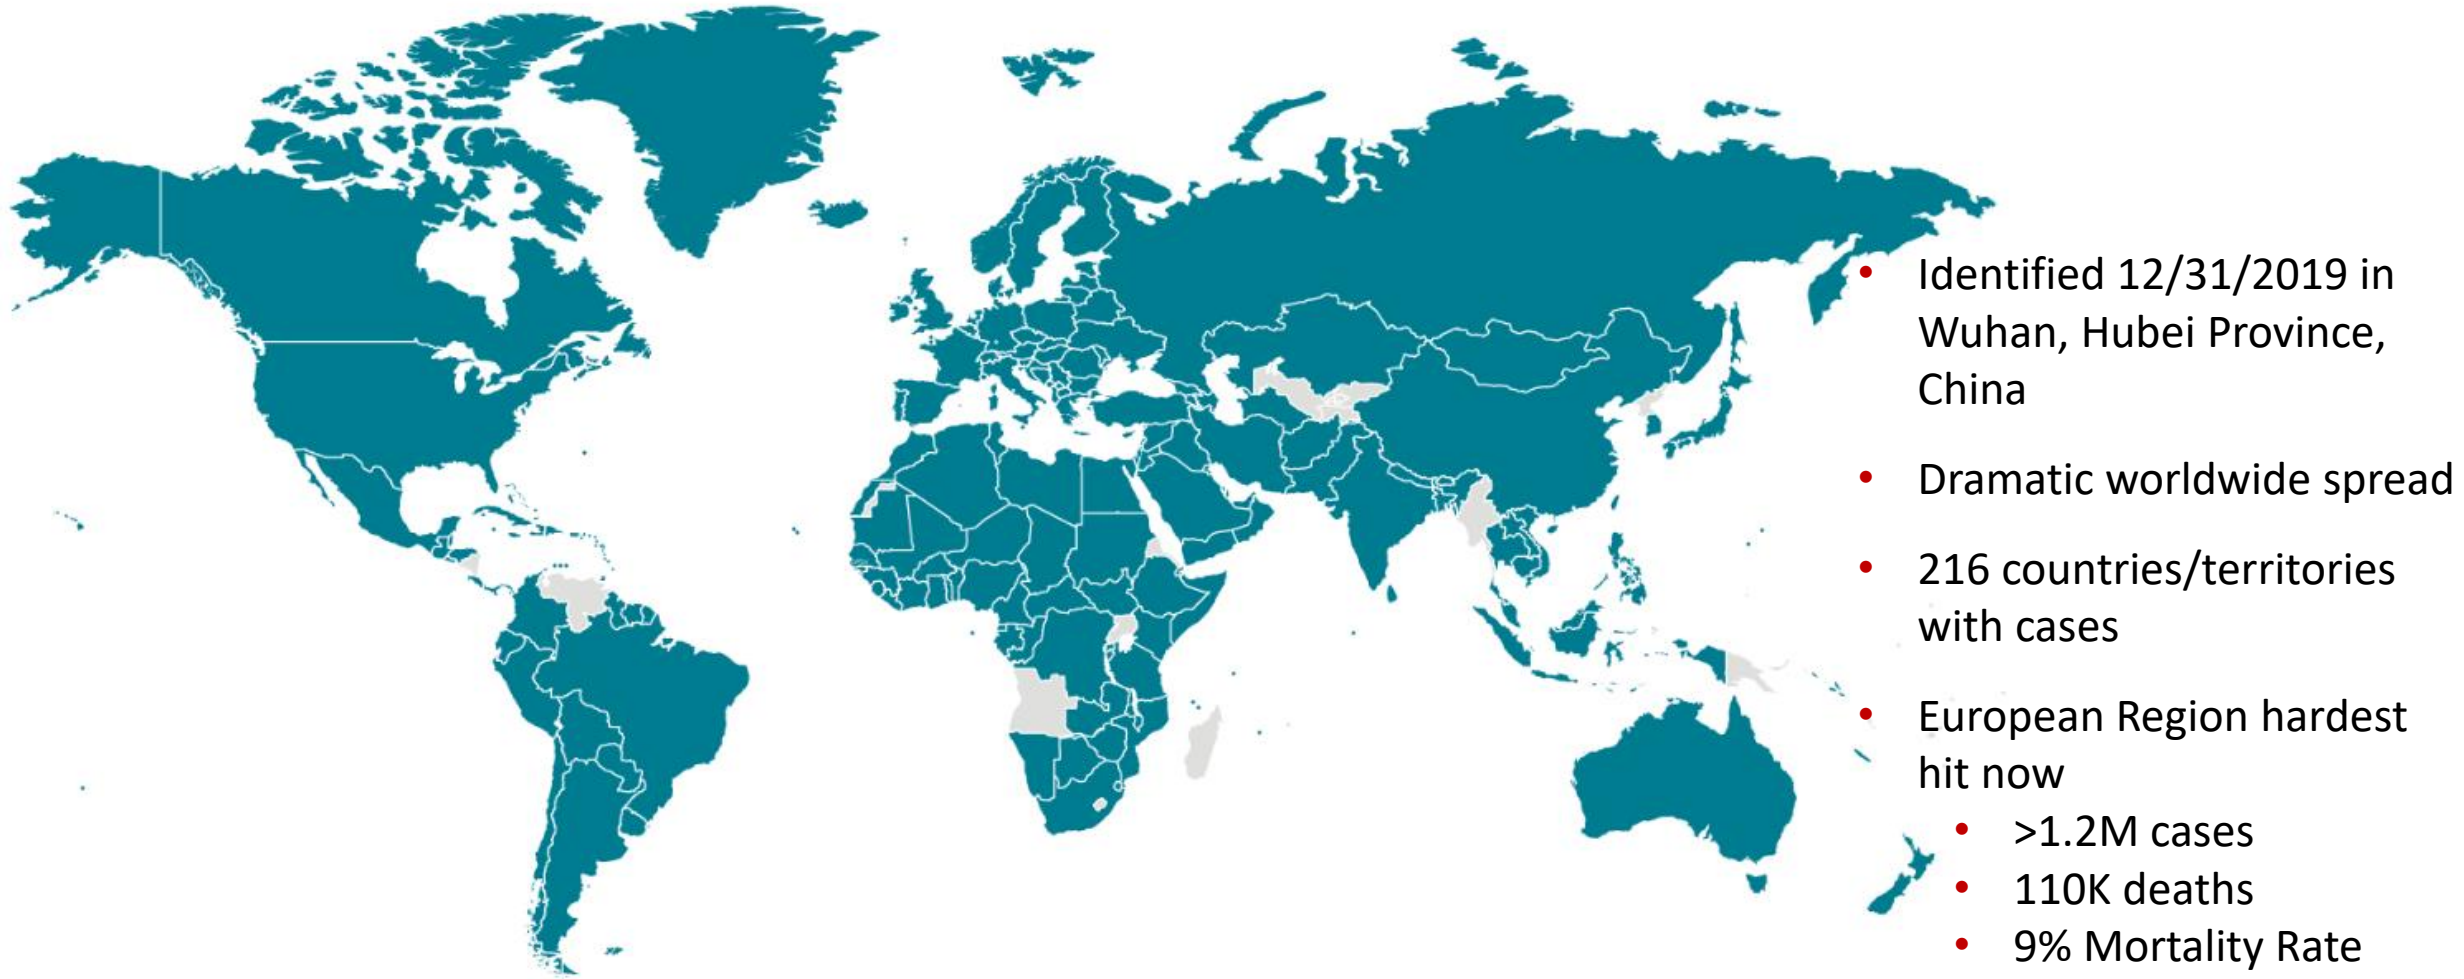 • Identified 12/31/2019 in
Wuhan, Hubei Province,
China
• Dramatic worldwide spread
• 216 countries/territories
with cases
• European Region hardest
hit now
• >1.2M cases
• 110K deaths
• 9% Mortality Rate